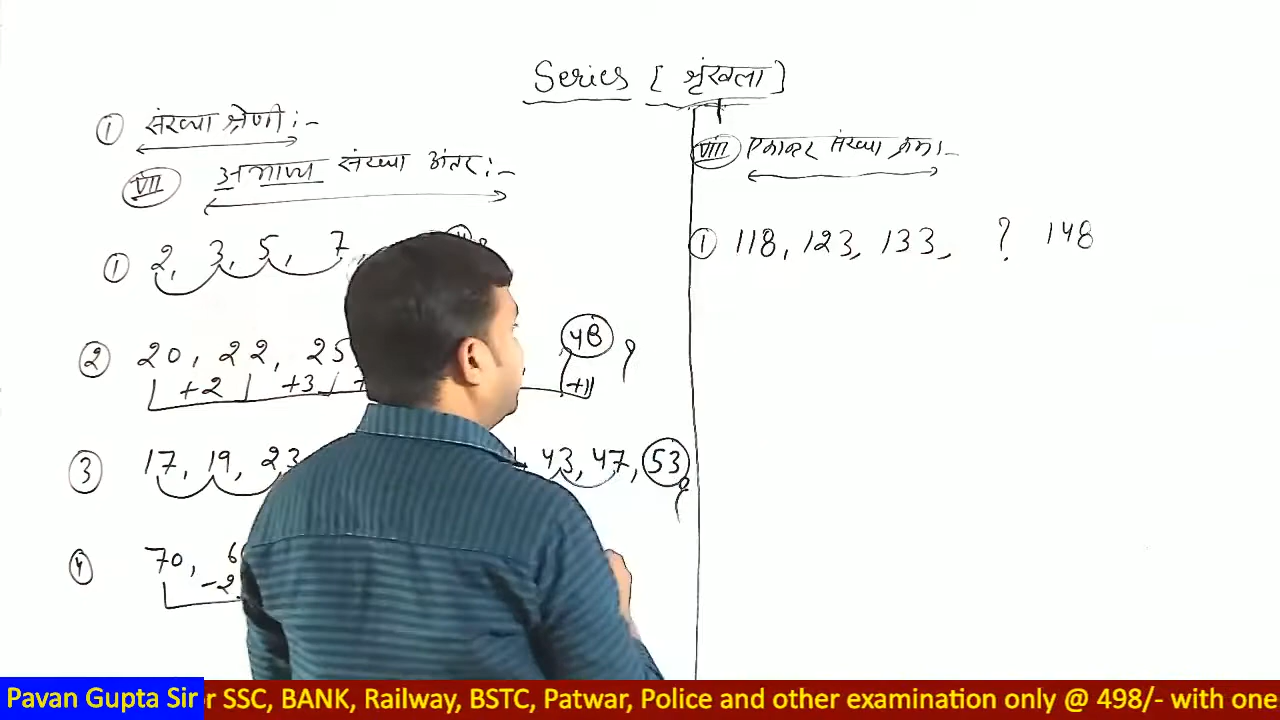 Series [ शृंखला ]
① संख्या श्रेणी :-
VII अभाज्य संख्या अंतर :-
① 2, 3, 5, 7
② 20, 22, 25, 48 ?
+2 +3 +11
③ 17, 19, 23 43, 47, 53 ?
④ 70, 6
-2
VIII संख्या क्रम :-
① 118, 123, 133, ? 148
Pavan Gupta Sir
r SSC, BANK, Railway, BSTC, Patwar, Police and other examination only @ 498/- with one